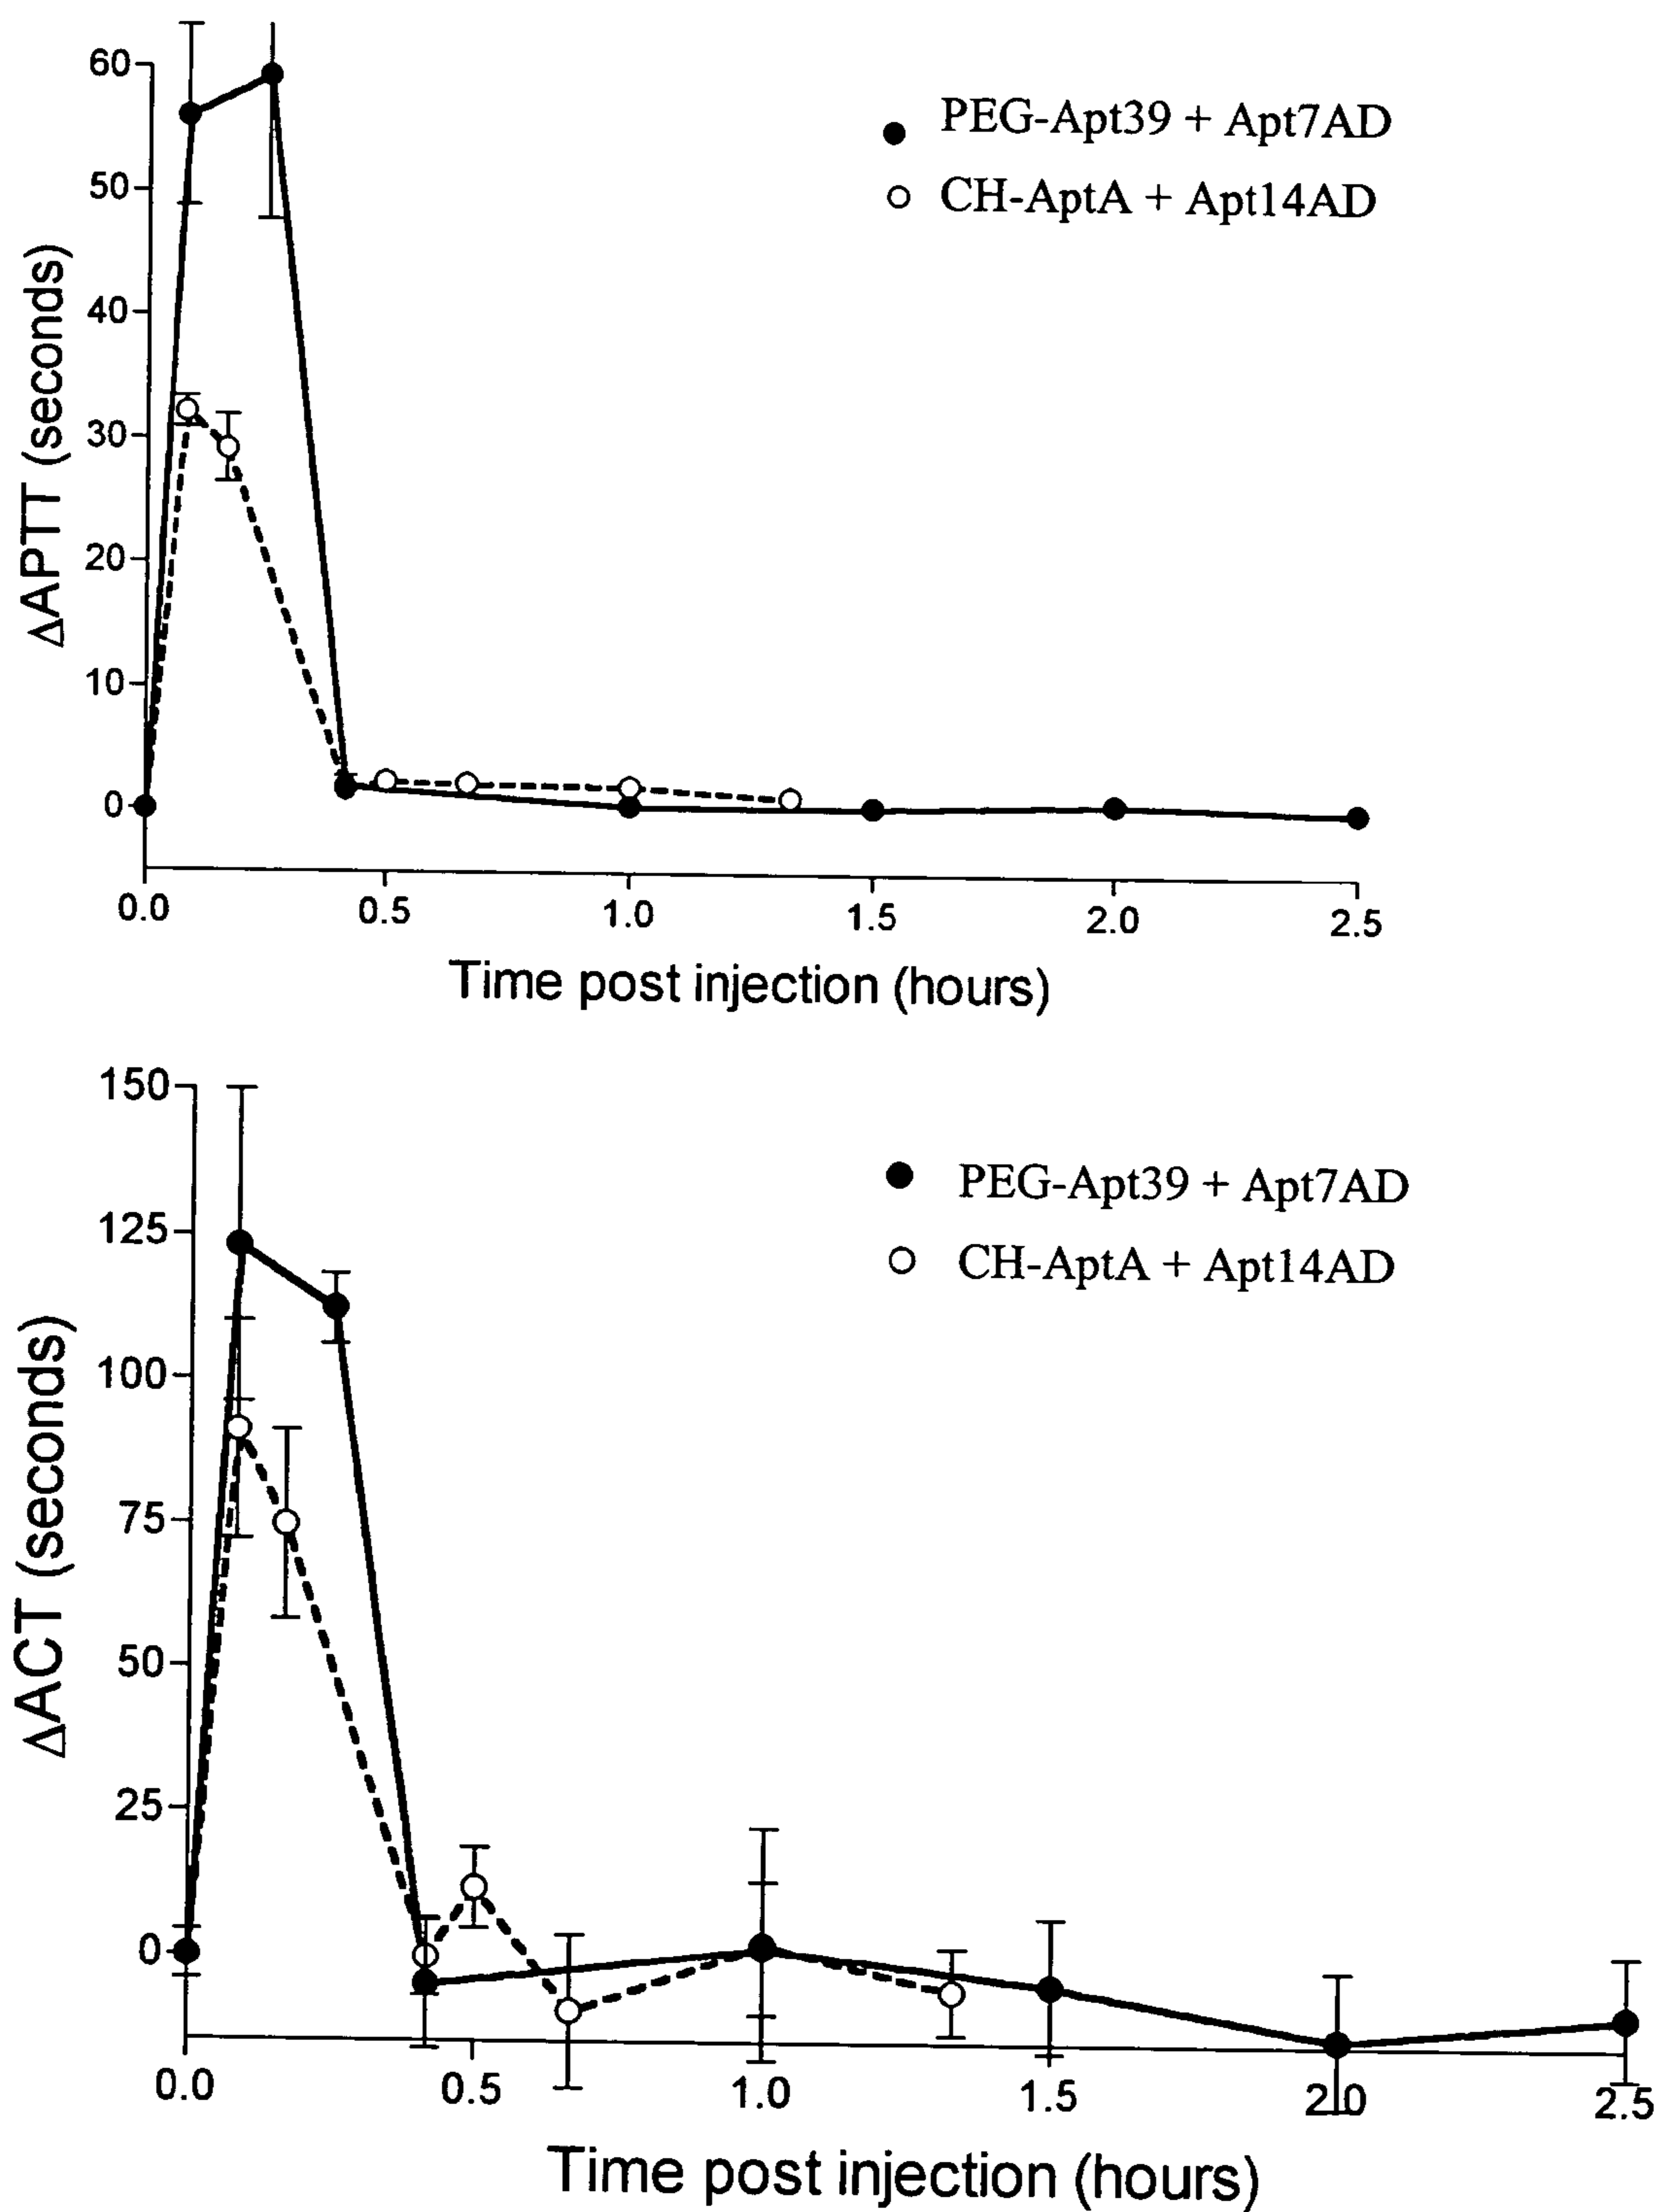 60
50
40
30
20
10
0
ΔAPTT (seconds)
PEG-Apt39 + Apt7AD
CH-AptA + Apt14AD
0.0 0.5 1.0 1.5 2.0 2.5
Time post injection (hours)
150
125
100
75
50
25
0
ΔACT (seconds)
PEG-Apt39 + Apt7AD
CH-AptA + Apt14AD
0.0 0.5 1.0 1.5 2.0 2.5
Time post injection (hours)